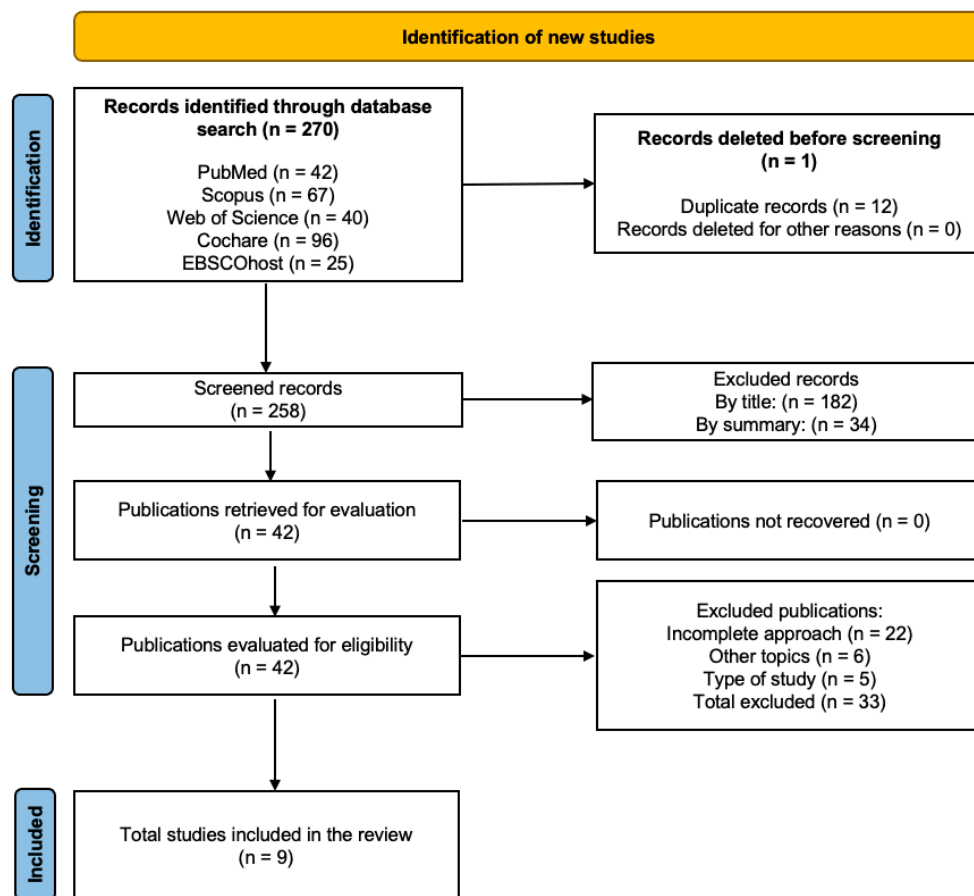 Identification of new studies
Identification
Records identified through database
search (n = 270)
PubMed (n = 42)
Scopus (n = 67)
Web of Science (n = 40)
Cochare (n = 96)
EBSCOhost (n = 25)
Records deleted before screening
(n = 1)
Duplicate records (n = 12)
Records deleted for other reasons (n = 0)
Screening
Screened records
(n = 258)
Excluded records
By title: (n = 182)
By summary: (n = 34)
Publications retrieved for evaluation
(n = 42)
Publications not recovered (n = 0)
Publications evaluated for eligibility
(n = 42)
Excluded publications:
Incomplete approach (n = 22)
Other topics (n = 6)
Type of study (n = 5)
Total excluded (n = 33)
Included
Total studies included in the review
(n = 9)